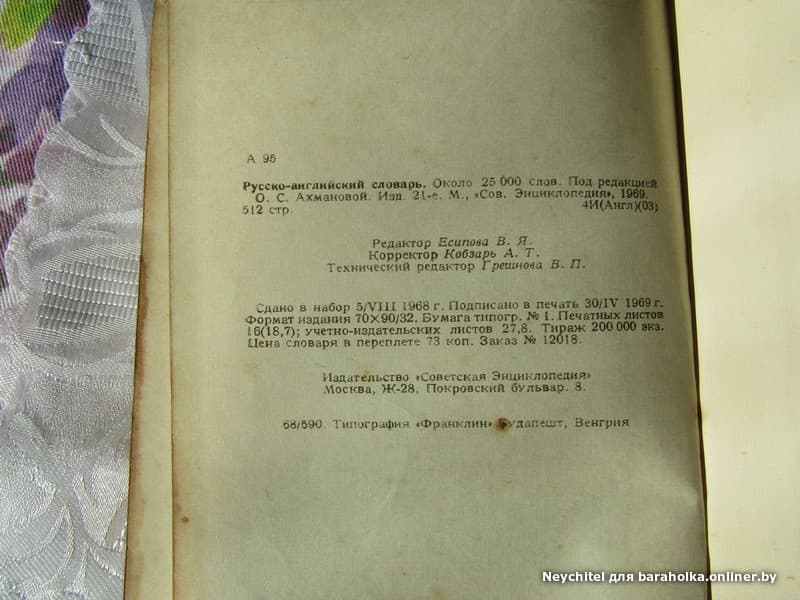 А 95
Русско-английский словарь. Около 25 000 слов. Под редакцией
О. С. Ахмановой. Изд. 21-е. М., «Сов. Энциклопедия», 1969.
512 стр. 4И(Англ)(03)
Редактор Есипова В. Я.
Корректор Кобзарь А. Т.
Технический редактор Грешнова В. П.
Сдано в набор 5/VIII 1968 г. Подписано в печать 30/IV 1969 г.
Формат издания 70×90/32. Бумага типогр. № 1. Печатных листов
16(18,7); учетно-издательских листов 27,8. Тираж 200 000 экз.
Цена словаря в переплете 73 коп. Заказ № 12018.
Издательство «Советская Энциклопедия»
Москва, Ж-28, Покровский бульвар. 8.
68/590. Типография «Франклин» Будапешт, Венгрия
Neychitel для baraholka.onliner.by